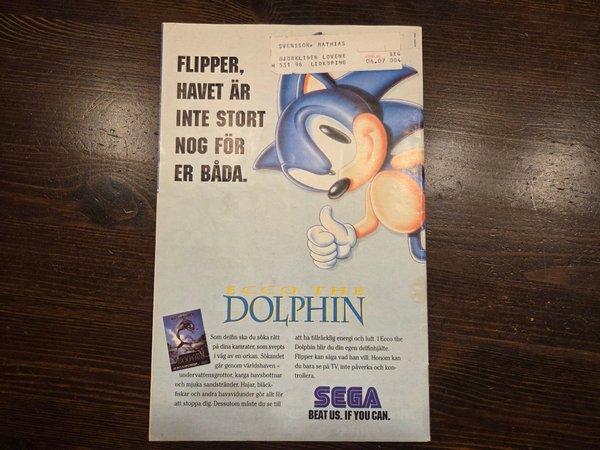 SVENSSON, MATHIAS
BJÖRKLIDEN LOVENE
531 96 LIDKÖPING
SEG
06.07 004
FLIPPER,
HAVET ÄR
INTE STORT
NOG FÖR
ER BÅDA.
ECCO THE
DOLPHIN
Som delfin ska du söka rätt
på dina kamrater, som svepts
i väg av en orkan. Sökandet
går genom världshaven –
undervattensgrottor, karga havsbottnar
och mjuka sandstränder. Hajar, bläck-
fiskar och andra havsvidunder gör allt för
att stoppa dig. Dessutom måste du se till
att ha tillräcklig energi och luft. I Ecco the
Dolphin blir du din egen delfinhjälte.
Flipper kan säga vad han vill. Honom kan
du bara se på TV, inte påverka och kon-
trollera.
SEGA
BEAT US. IF YOU CAN.